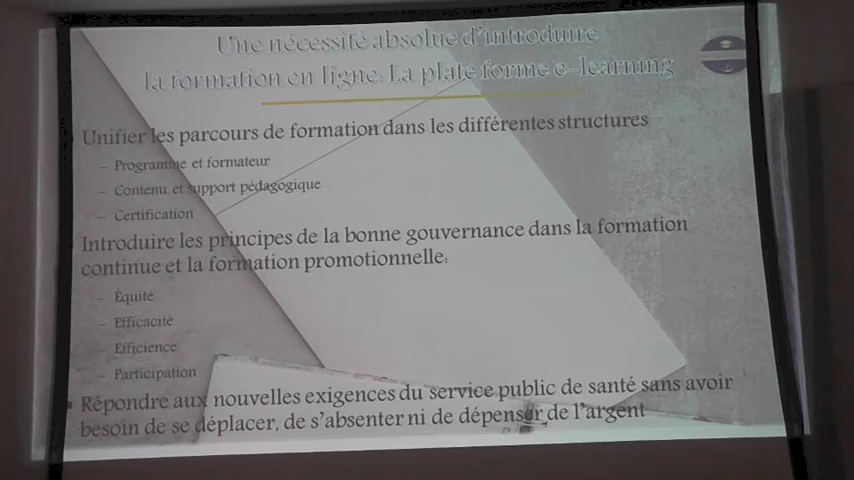 Une nécessité absolue d'introduire
la formation en ligne: La plate forme e-learning
Unifier les parcours de formation dans les différentes structures
– Programme et formateur
– Contenu et support pédagogique
– Certification
Introduire les principes de la bonne gouvernance dans la formation
continue et la formation promotionnelle:
– Équité
– Efficacité
– Efficience
– Participation
▪ Répondre aux nouvelles exigences du service public de santé sans avoir
besoin de se déplacer, de s'absenter ni de dépenser de l'argent